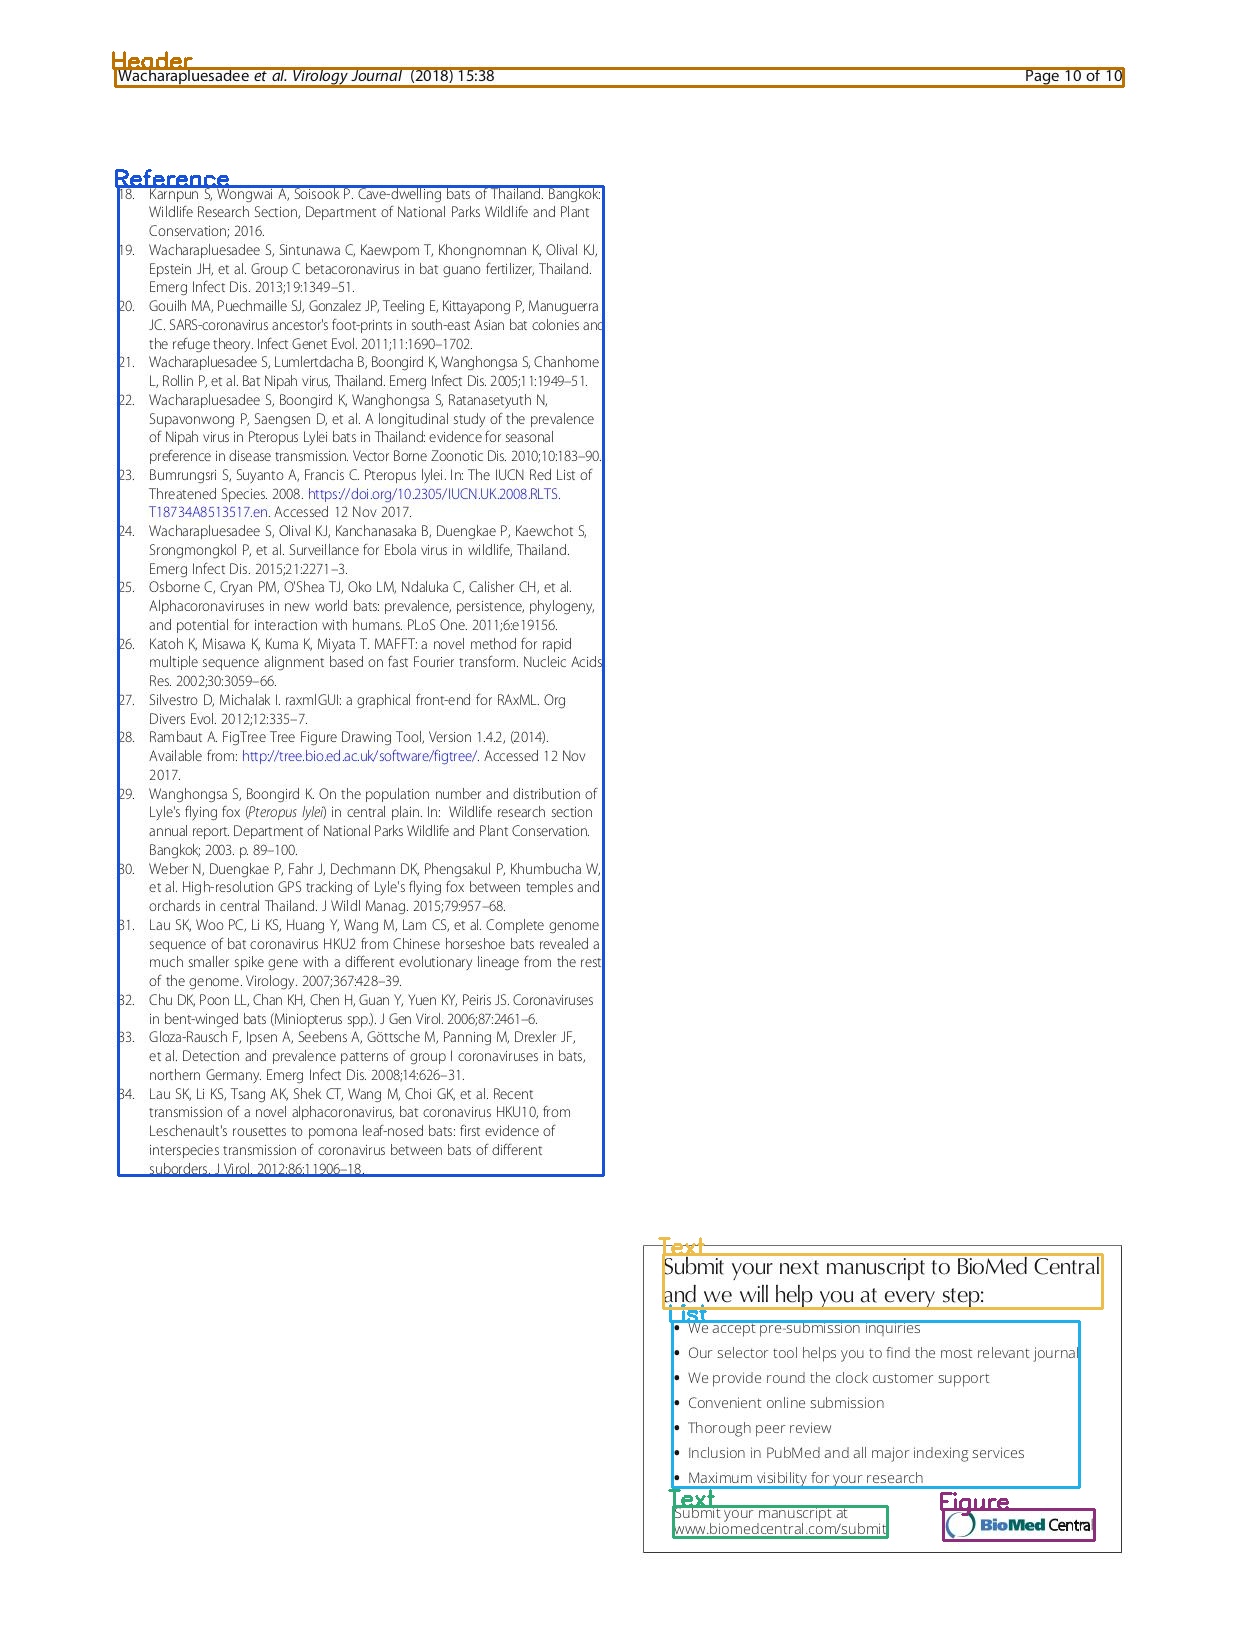 Header
Wacharapluesadee et al. Virology Journal (2018) 15:38 Page 10 of 10
Reference
18. Karnpun S, Wongwai A, Soisook P. Cave-dwelling bats of Thailand. Bangkok:
Wildlife Research Section, Department of National Parks Wildlife and Plant
Conservation; 2016.
19. Wacharapluesadee S, Sintunawa C, Kaewpom T, Khongnomnan K, Olival KJ,
Epstein JH, et al. Group C betacoronavirus in bat guano fertilizer, Thailand.
Emerg Infect Dis. 2013;19:1349–51.
20. Gouilh MA, Puechmaille SJ, Gonzalez JP, Teeling E, Kittayapong P, Manuguerra
JC. SARS-coronavirus ancestor's foot-prints in south-east Asian bat colonies and
the refuge theory. Infect Genet Evol. 2011;11:1690–1702.
21. Wacharapluesadee S, Lumlertdacha B, Boongird K, Wanghongsa S, Chanhome
L, Rollin P, et al. Bat Nipah virus, Thailand. Emerg Infect Dis. 2005;11:1949–51.
22. Wacharapluesadee S, Boongird K, Wanghongsa S, Ratanasetyuth N,
Supavonwong P, Saengsen D, et al. A longitudinal study of the prevalence
of Nipah virus in Pteropus Lylei bats in Thailand: evidence for seasonal
preference in disease transmission. Vector Borne Zoonotic Dis. 2010;10:183–90.
23. Bumrungsri S, Suyanto A, Francis C. Pteropus lylei. In: The IUCN Red List of
Threatened Species. 2008. https://doi.org/10.2305/IUCN.UK.2008.RLTS.
T18734A8513517.en. Accessed 12 Nov 2017.
24. Wacharapluesadee S, Olival KJ, Kanchanasaka B, Duengkae P, Kaewchot S,
Srongmongkol P, et al. Surveillance for Ebola virus in wildlife, Thailand.
Emerg Infect Dis. 2015;21:2271–3.
25. Osborne C, Cryan PM, O'Shea TJ, Oko LM, Ndaluka C, Calisher CH, et al.
Alphacoronaviruses in new world bats: prevalence, persistence, phylogeny,
and potential for interaction with humans. PLoS One. 2011;6:e19156.
26. Katoh K, Misawa K, Kuma K, Miyata T. MAFFT: a novel method for rapid
multiple sequence alignment based on fast Fourier transform. Nucleic Acids
Res. 2002;30:3059–66.
27. Silvestro D, Michalak I. raxmlGUI: a graphical front-end for RAxML. Org
Divers Evol. 2012;12:335–7.
28. Rambaut A. FigTree Tree Figure Drawing Tool, Version 1.4.2, (2014).
Available from: http://tree.bio.ed.ac.uk/software/figtree/. Accessed 12 Nov
2017.
29. Wanghongsa S, Boongird K. On the population number and distribution of
Lyle's flying fox (Pteropus lylei) in central plain. In: Wildlife research section
annual report. Department of National Parks Wildlife and Plant Conservation.
Bangkok; 2003. p. 89–100.
30. Weber N, Duengkae P, Fahr J, Dechmann DK, Phengsakul P, Khumbucha W,
et al. High-resolution GPS tracking of Lyle's flying fox between temples and
orchards in central Thailand. J Wildl Manag. 2015;79:957–68.
31. Lau SK, Woo PC, Li KS, Huang Y, Wang M, Lam CS, et al. Complete genome
sequence of bat coronavirus HKU2 from Chinese horseshoe bats revealed a
much smaller spike gene with a different evolutionary lineage from the rest
of the genome. Virology. 2007;367:428–39.
32. Chu DK, Poon LL, Chan KH, Chen H, Guan Y, Yuen KY, Peiris JS. Coronaviruses
in bent-winged bats (Miniopterus spp.). J Gen Virol. 2006;87:2461–6.
33. Gloza-Rausch F, Ipsen A, Seebens A, Göttsche M, Panning M, Drexler JF,
et al. Detection and prevalence patterns of group I coronaviruses in bats,
northern Germany. Emerg Infect Dis. 2008;14:626–31.
34. Lau SK, Li KS, Tsang AK, Shek CT, Wang M, Choi GK, et al. Recent
transmission of a novel alphacoronavirus, bat coronavirus HKU10, from
Leschenault's rousettes to pomona leaf-nosed bats: first evidence of
interspecies transmission of coronavirus between bats of different
suborders. J Virol. 2012;86:11906–18.
Text
Submit your next manuscript to BioMed Central
and we will help you at every step:
List
• We accept pre-submission inquiries
• Our selector tool helps you to find the most relevant journal
• We provide round the clock customer support
• Convenient online submission
• Thorough peer review
• Inclusion in PubMed and all major indexing services
• Maximum visibility for your research
Text
Submit your manuscript at
www.biomedcentral.com/submit
Figure
BioMed Central